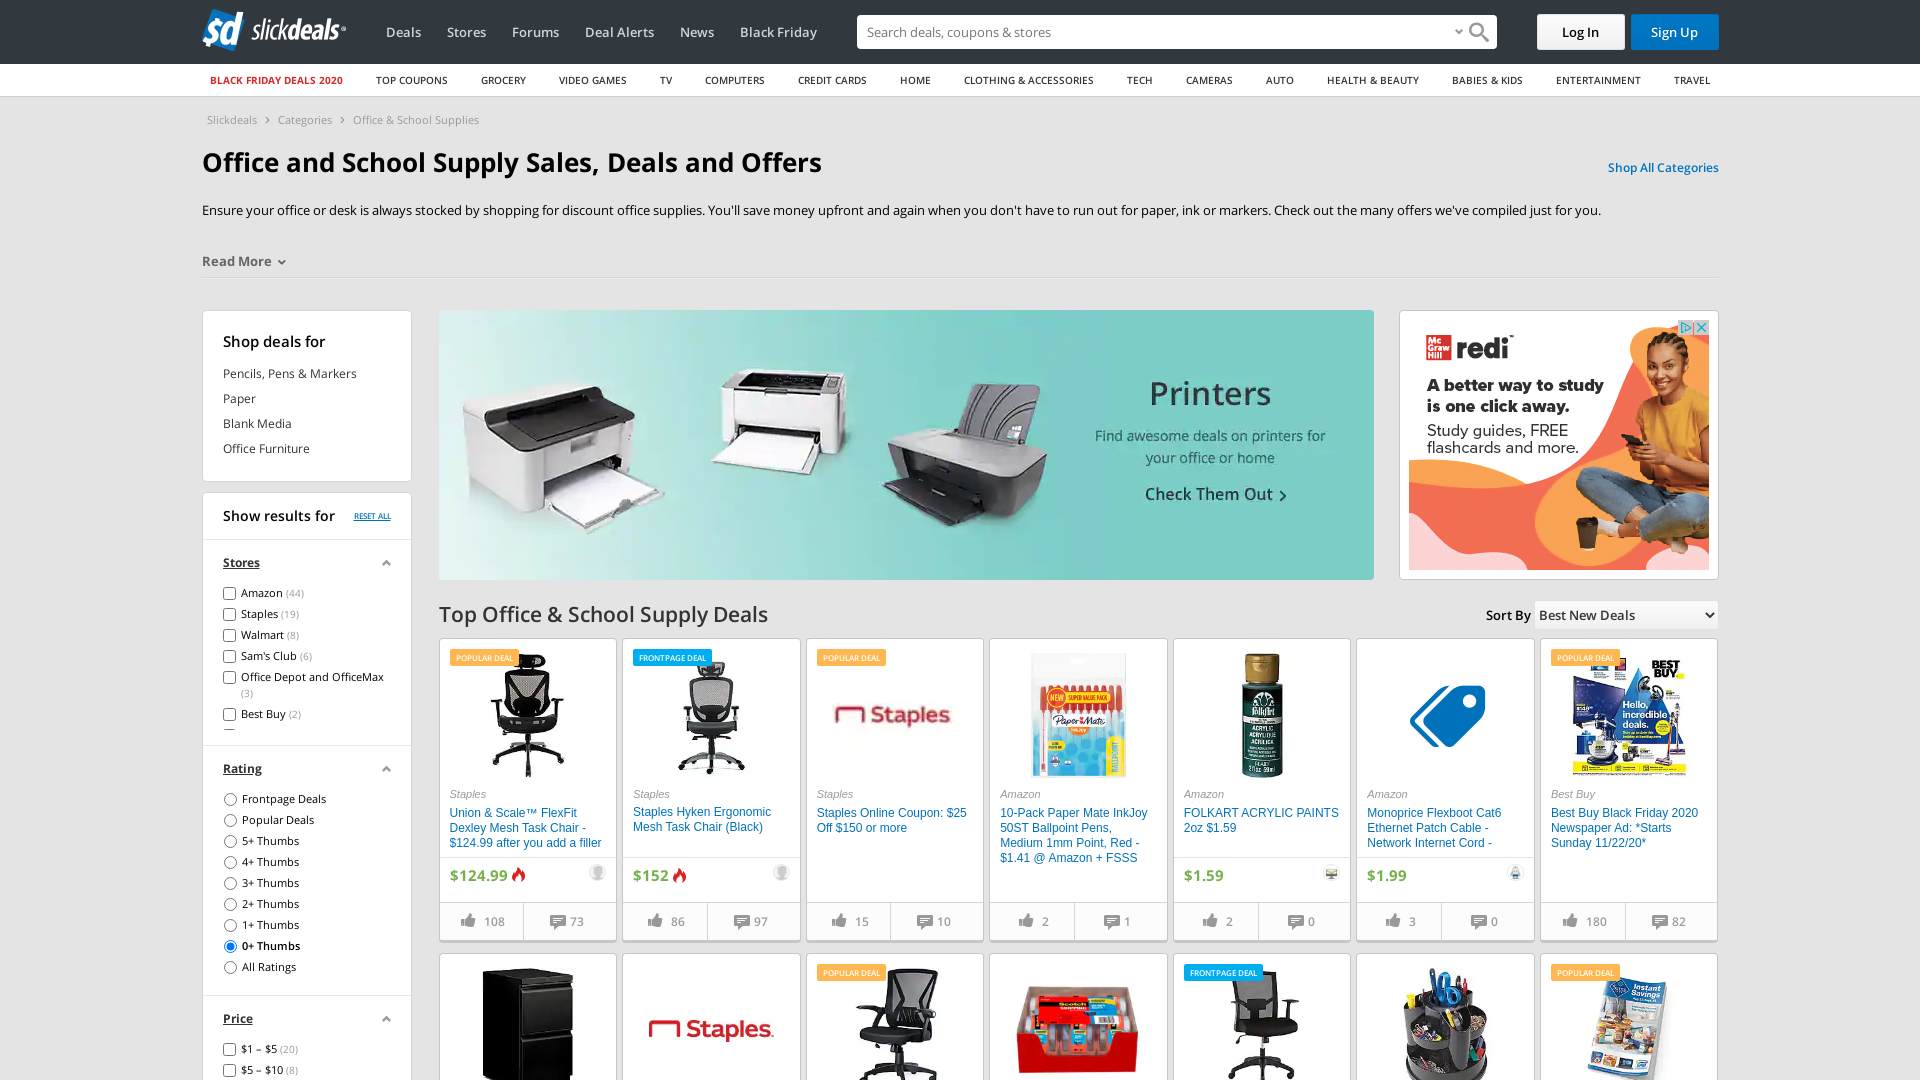 slickdeals
Deals
Stores
Forums
Deal Alerts
News
Black Friday
Search deals, coupons & stores
Log In
Sign Up
BLACK FRIDAY DEALS 2020
TOP COUPONS
GROCERY
VIDEO GAMES
TV
COMPUTERS
CREDIT CARDS
HOME
CLOTHING & ACCESSORIES
TECH
CAMERAS
AUTO
HEALTH & BEAUTY
BABIES & KIDS
ENTERTAINMENT
TRAVEL
Slickdeals > Categories > Office & School Supplies
Office and School Supply Sales, Deals and Offers
Shop All Categories
Ensure your office or desk is always stocked by shopping for discount office supplies. You'll save money upfront and again when you don't have to run out for paper, ink or markers. Check out the many offers we've compiled just for you.
Read More
Shop deals for
Pencils, Pens & Markers
Paper
Blank Media
Office Furniture
Show results for
RESET ALL
Stores
Amazon (44)
Staples (19)
Walmart (8)
Sam's Club (6)
Office Depot and OfficeMax
(3)
Best Buy (2)
Rating
Frontpage Deals
Popular Deals
5+ Thumbs
4+ Thumbs
3+ Thumbs
2+ Thumbs
1+ Thumbs
0+ Thumbs
All Ratings
Price
$1 – $5 (20)
$5 – $10 (8)
Printers
Find awesome deals on printers for
your office or home
Check Them Out >
Mc
Graw
Hill
redi
A better way to study
is one click away.
Study guides, FREE
flashcards and more.
Top Office & School Supply Deals
Sort By
Best New Deals
POPULAR DEAL
Staples
Union & Scale™ FlexFit
Dexley Mesh Task Chair -
$124.99 after you add a filler
$124.99
108
73
FRONTPAGE DEAL
Staples
Staples Hyken Ergonomic
Mesh Task Chair (Black)
$152
86
97
POPULAR DEAL
Staples
Staples
Staples Online Coupon: $25
Off $150 or more
15
10
NEW
SUPER VALUE PACK
PaperMate
Amazon
10-Pack Paper Mate InkJoy
50ST Ballpoint Pens,
Medium 1mm Point, Red -
$1.41 @ Amazon + FSSS
2
1
FolkArt
ACRYLIC
Amazon
FOLKART ACRYLIC PAINTS
2oz $1.59
$1.59
2
0
Amazon
Monoprice Flexboot Cat6
Ethernet Patch Cable -
Network Internet Cord -
$1.99
3
0
POPULAR DEAL
BEST
BUY
Hello,
incredible
deals.
Best Buy
Best Buy Black Friday 2020
Newspaper Ad: *Starts
Sunday 11/22/20*
180
82
Staples
POPULAR DEAL
Scotch
FRONTPAGE DEAL
POPULAR DEAL
Instant
Savings